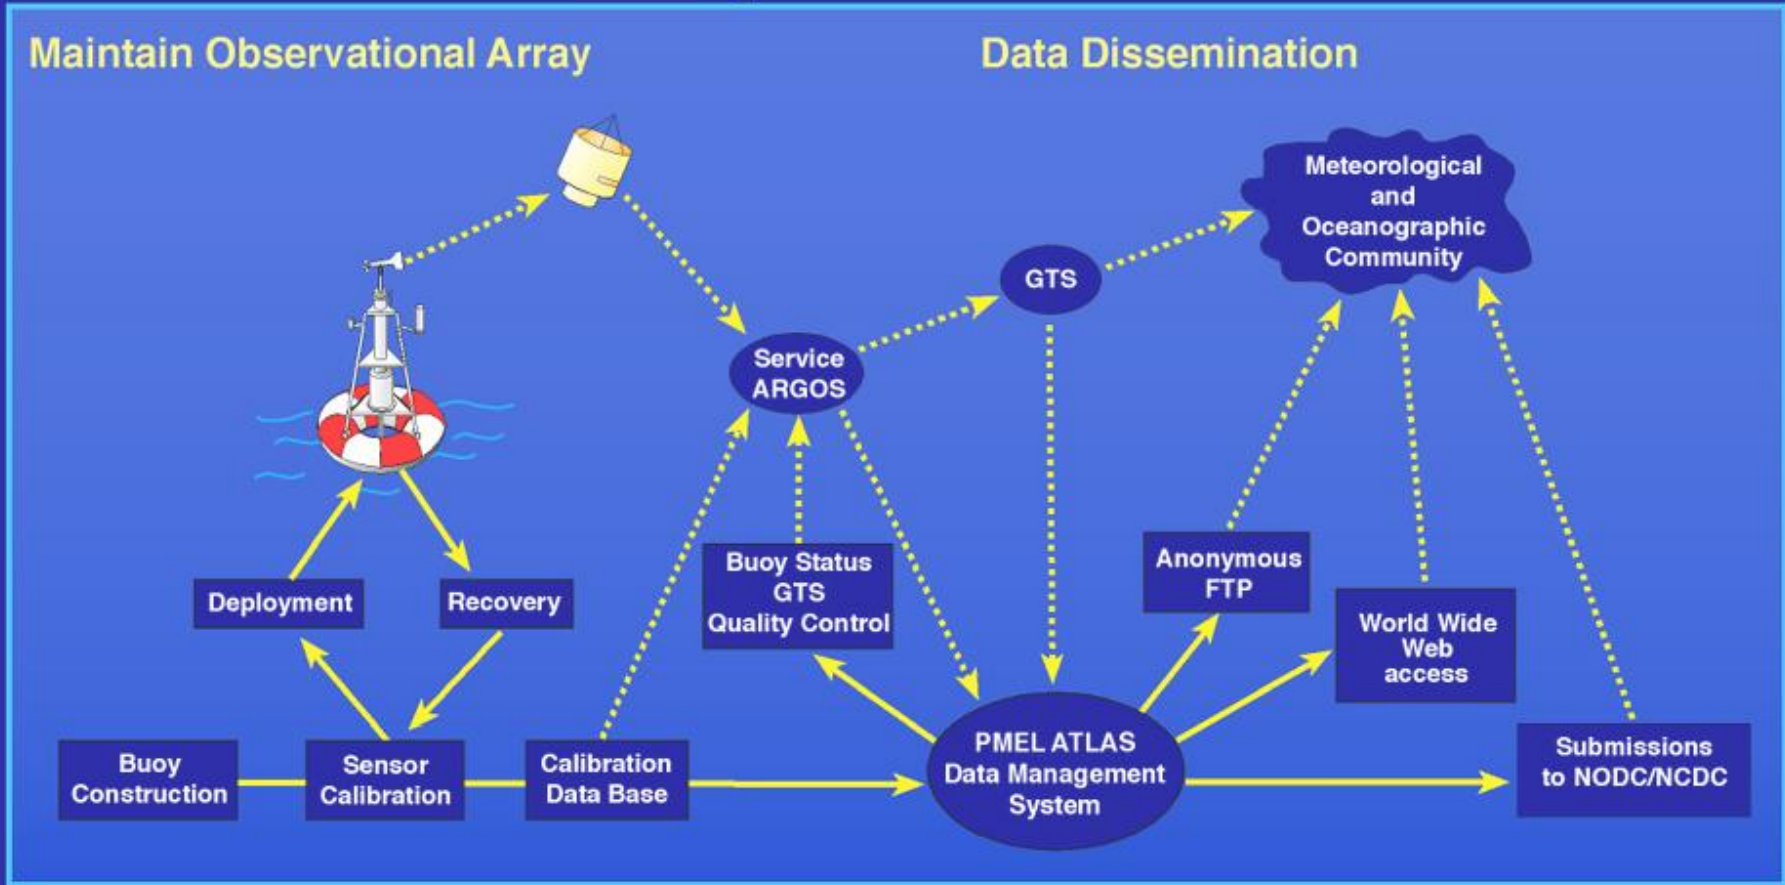 Maintain Observational Array
Data Dissemination
Meteorological
and
Oceanographic
Community
GTS
Service
ARGOS
Buoy Status
GTS
Quality Control
Anonymous
FTP
Deployment
Recovery
World Wide
Web
access
Buoy
Construction
Sensor
Calibration
Calibration
Data Base
PMEL ATLAS
Data Management
System
Submissions
to NODC/NCDC